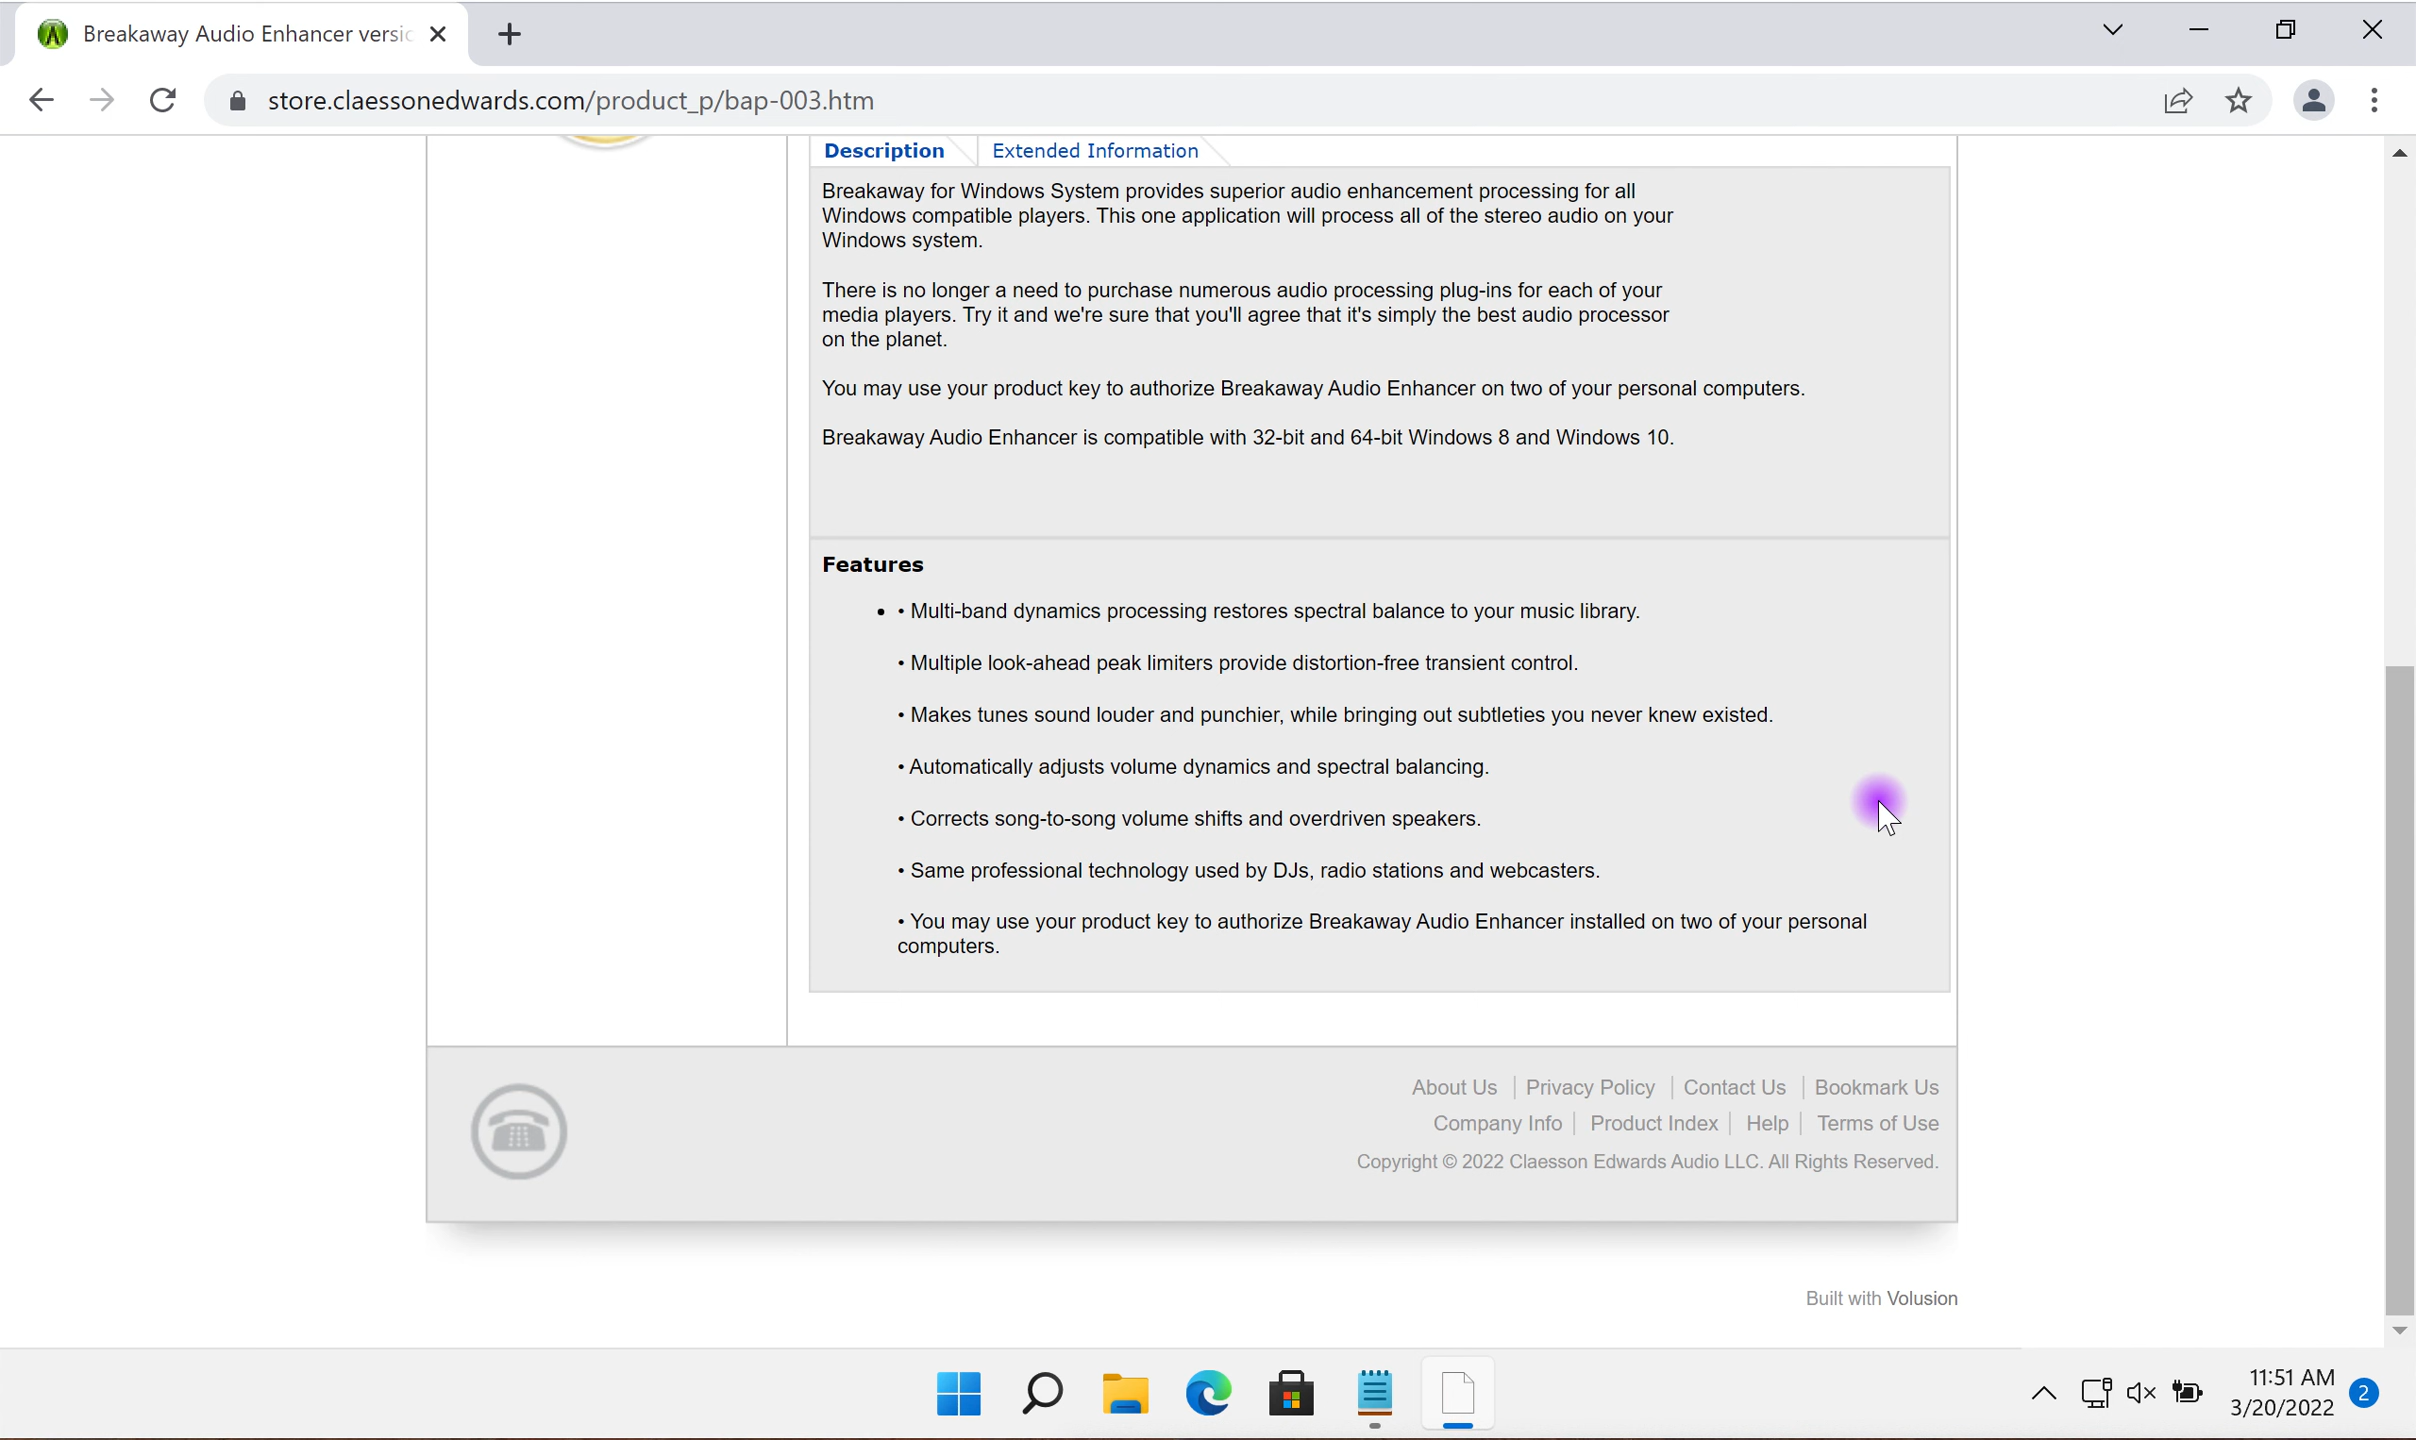 Breakaway Audio Enhancer versic
store.claessonedwards.com/product_p/bap-003.htm
Description
Extended Information
Breakaway for Windows System provides superior audio enhancement processing for all
Windows compatible players. This one application will process all of the stereo audio on your
Windows system.
There is no longer a need to purchase numerous audio processing plug-ins for each of your
media players. Try it and we're sure that you'll agree that it's simply the best audio processor
on the planet.
You may use your product key to authorize Breakaway Audio Enhancer on two of your personal computers.
Breakaway Audio Enhancer is compatible with 32-bit and 64-bit Windows 8 and Windows 10.
Features
• • Multi-band dynamics processing restores spectral balance to your music library.
• Multiple look-ahead peak limiters provide distortion-free transient control.
• Makes tunes sound louder and punchier, while bringing out subtleties you never knew existed.
• Automatically adjusts volume dynamics and spectral balancing.
• Corrects song-to-song volume shifts and overdriven speakers.
• Same professional technology used by DJs, radio stations and webcasters.
• You may use your product key to authorize Breakaway Audio Enhancer installed on two of your personal
computers.
About Us | Privacy Policy | Contact Us | Bookmark Us
Company Info | Product Index | Help | Terms of Use
Copyright © 2022 Claesson Edwards Audio LLC. All Rights Reserved.
Built with Volusion
11:51 AM
3/20/2022
2